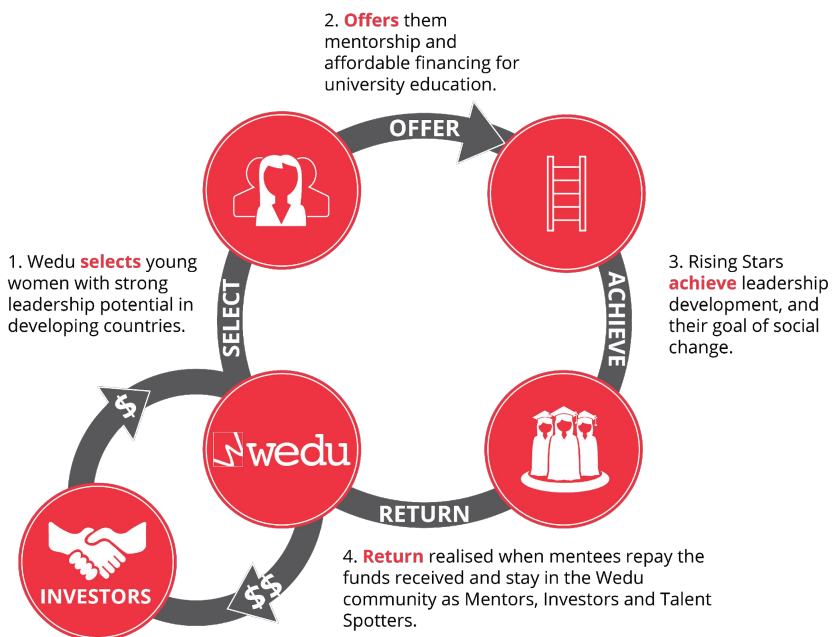 2. Offers them
mentorship and
affordable financing for
university education.
OFFER
1. Wedu selects young
women with strong
leadership potential in
developing countries.
SELECT
3. Rising Stars
achieve leadership
development, and
their goal of social
change.
ACHIEVE
$
wedu
RETURN
INVESTORS
$$
4. Return realised when mentees repay the
funds received and stay in the Wedu
community as Mentors, Investors and Talent
Spotters.